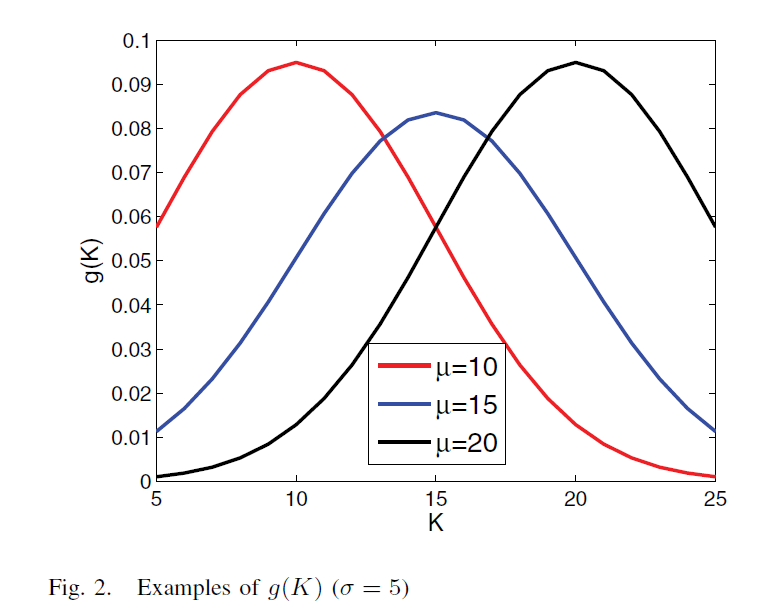 0.1
0.09
0.08
0.07
0.06
0.05
0.04
0.03
0.02
0.01
0
g(K)
μ=10
μ=15
μ=20
5 10 15 20 25
K
Fig. 2. Examples of g(K) (σ = 5)